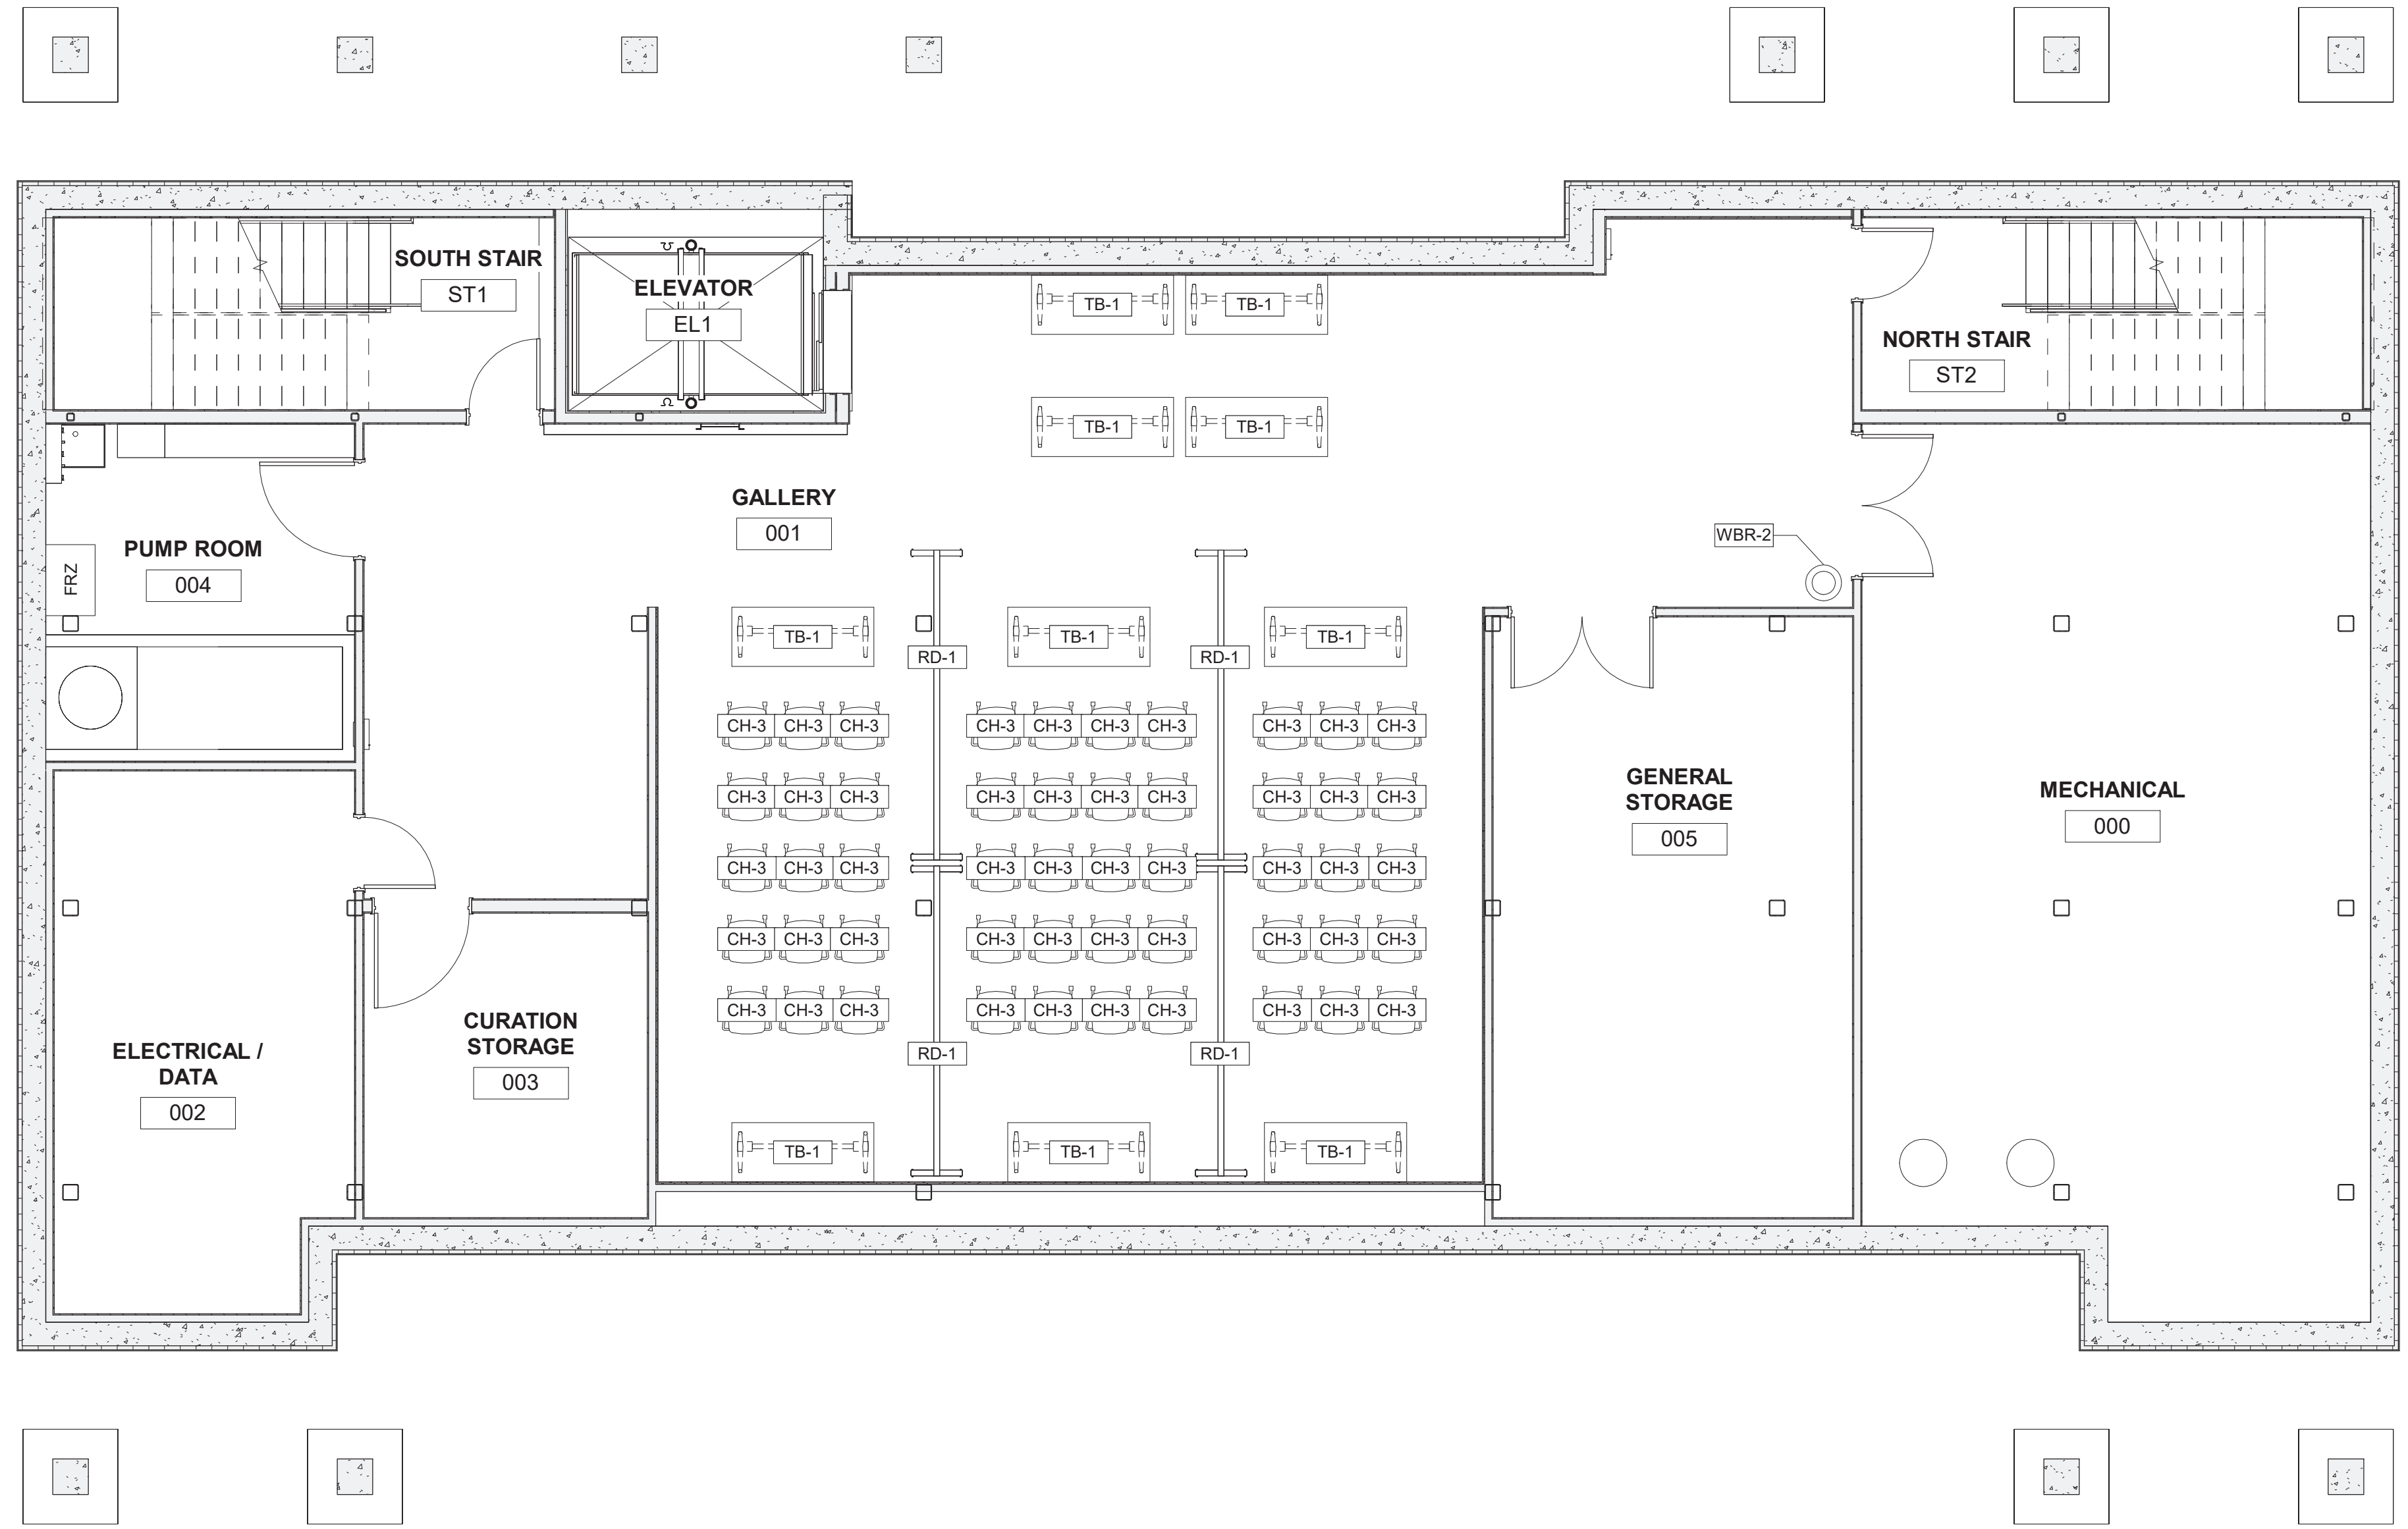 SOUTH STAIR
ST1
ELEVATOR
EL1
TB-1 TB-1
NORTH STAIR
ST2
TB-1 TB-1
GALLERY
001
WBR-2
PUMP ROOM
004
FRZ
TB-1 TB-1 TB-1
RD-1 RD-1
CH-3 CH-3 CH-3 CH-3 CH-3 CH-3 CH-3 CH-3 CH-3 CH-3
CH-3 CH-3 CH-3 CH-3 CH-3 CH-3 CH-3 CH-3 CH-3 CH-3
CH-3 CH-3 CH-3 CH-3 CH-3 CH-3 CH-3 CH-3 CH-3 CH-3
CH-3 CH-3 CH-3 CH-3 CH-3 CH-3 CH-3 CH-3 CH-3 CH-3
CH-3 CH-3 CH-3 CH-3 CH-3 CH-3 CH-3 CH-3 CH-3 CH-3
GENERAL
STORAGE
005
MECHANICAL
000
CURATION
STORAGE
003
ELECTRICAL /
DATA
002
RD-1 RD-1
TB-1 TB-1 TB-1